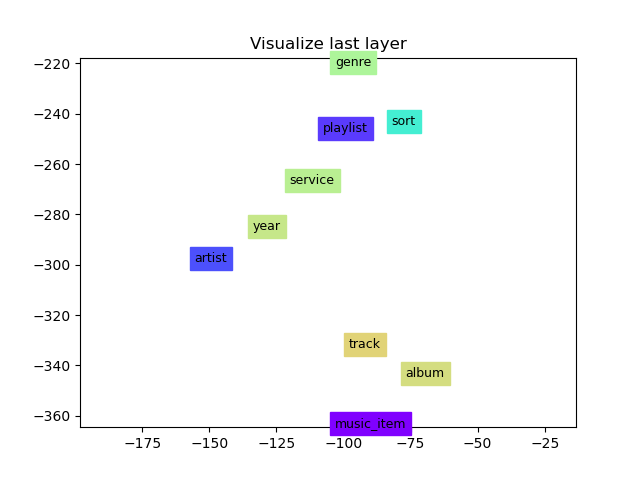 Visualize last layer
genre
−220
−240
playlist
sort
−260
service
−280
year
artist
−300
−320
track
−340
album
−360
music_item
−175
−150
−125
−100
−75
−50
−25